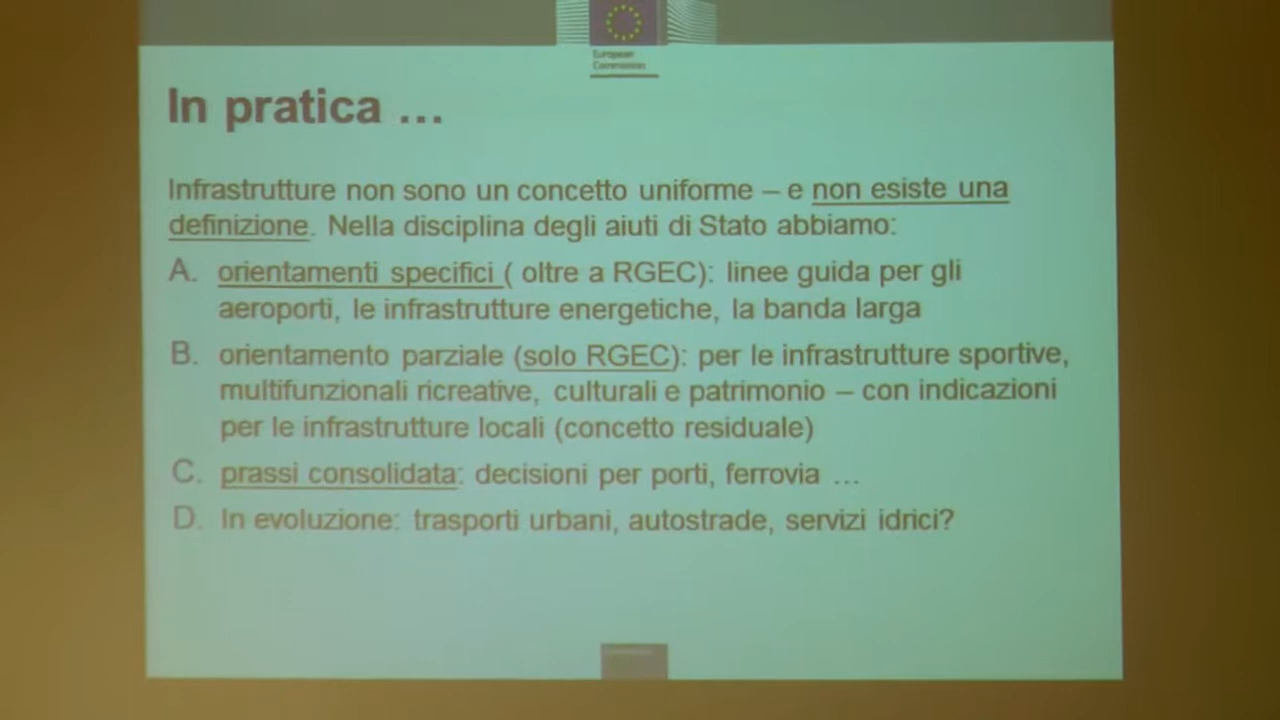 European
Commission
In pratica ...
Infrastrutture non sono un concetto uniforme – e non esiste una
definizione. Nella disciplina degli aiuti di Stato abbiamo:
A. orientamenti specifici ( oltre a RGEC): linee guida per gli
aeroporti, le infrastrutture energetiche, la banda larga
B. orientamento parziale (solo RGEC): per le infrastrutture sportive,
multifunzionali ricreative, culturali e patrimonio – con indicazioni
per le infrastrutture locali (concetto residuale)
C. prassi consolidata: decisioni per porti, ferrovia ...
D. In evoluzione: trasporti urbani, autostrade, servizi idrici?